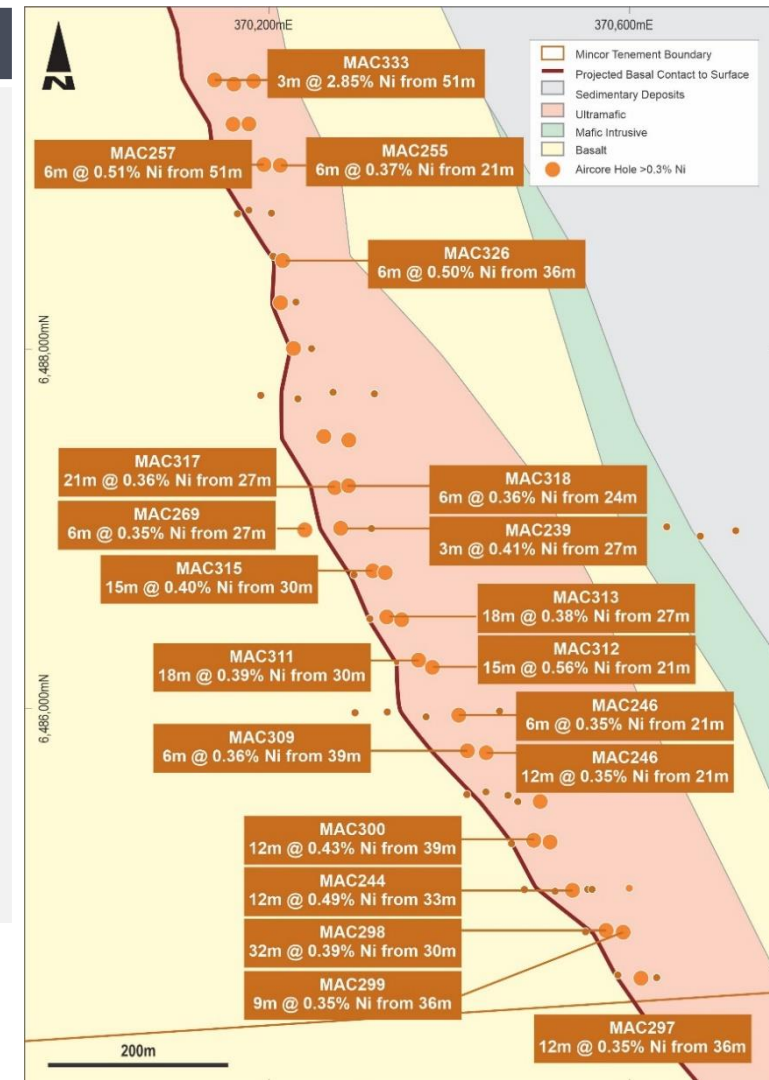 370,200mE
370,600mE
N
Mincor Tenement Boundary
Projected Basal Contact to Surface
Sedimentary Deposits
Ultramafic
Mafic Intrusive
Basalt
Aircore Hole >0.3% Ni
MAC333
3m @ 2.85% Ni from 51m
MAC257
6m @ 0.51% Ni from 51m
MAC255
6m @ 0.37% Ni from 21m
MAC326
6m @ 0.50% Ni from 36m
6,488,000mN
MAC317
21m @ 0.36% Ni from 27m
MAC318
6m @ 0.36% Ni from 24m
MAC269
6m @ 0.35% Ni from 27m
MAC239
3m @ 0.41% Ni from 27m
MAC315
15m @ 0.40% Ni from 30m
MAC313
18m @ 0.38% Ni from 27m
MAC311
18m @ 0.39% Ni from 30m
MAC312
15m @ 0.56% Ni from 21m
6,486,000mN
MAC246
6m @ 0.35% Ni from 21m
MAC309
6m @ 0.36% Ni from 39m
MAC246
12m @ 0.35% Ni from 21m
MAC300
12m @ 0.43% Ni from 39m
MAC244
12m @ 0.49% Ni from 33m
MAC298
32m @ 0.39% Ni from 30m
MAC299
9m @ 0.35% Ni from 36m
MAC297
12m @ 0.35% Ni from 36m
200m